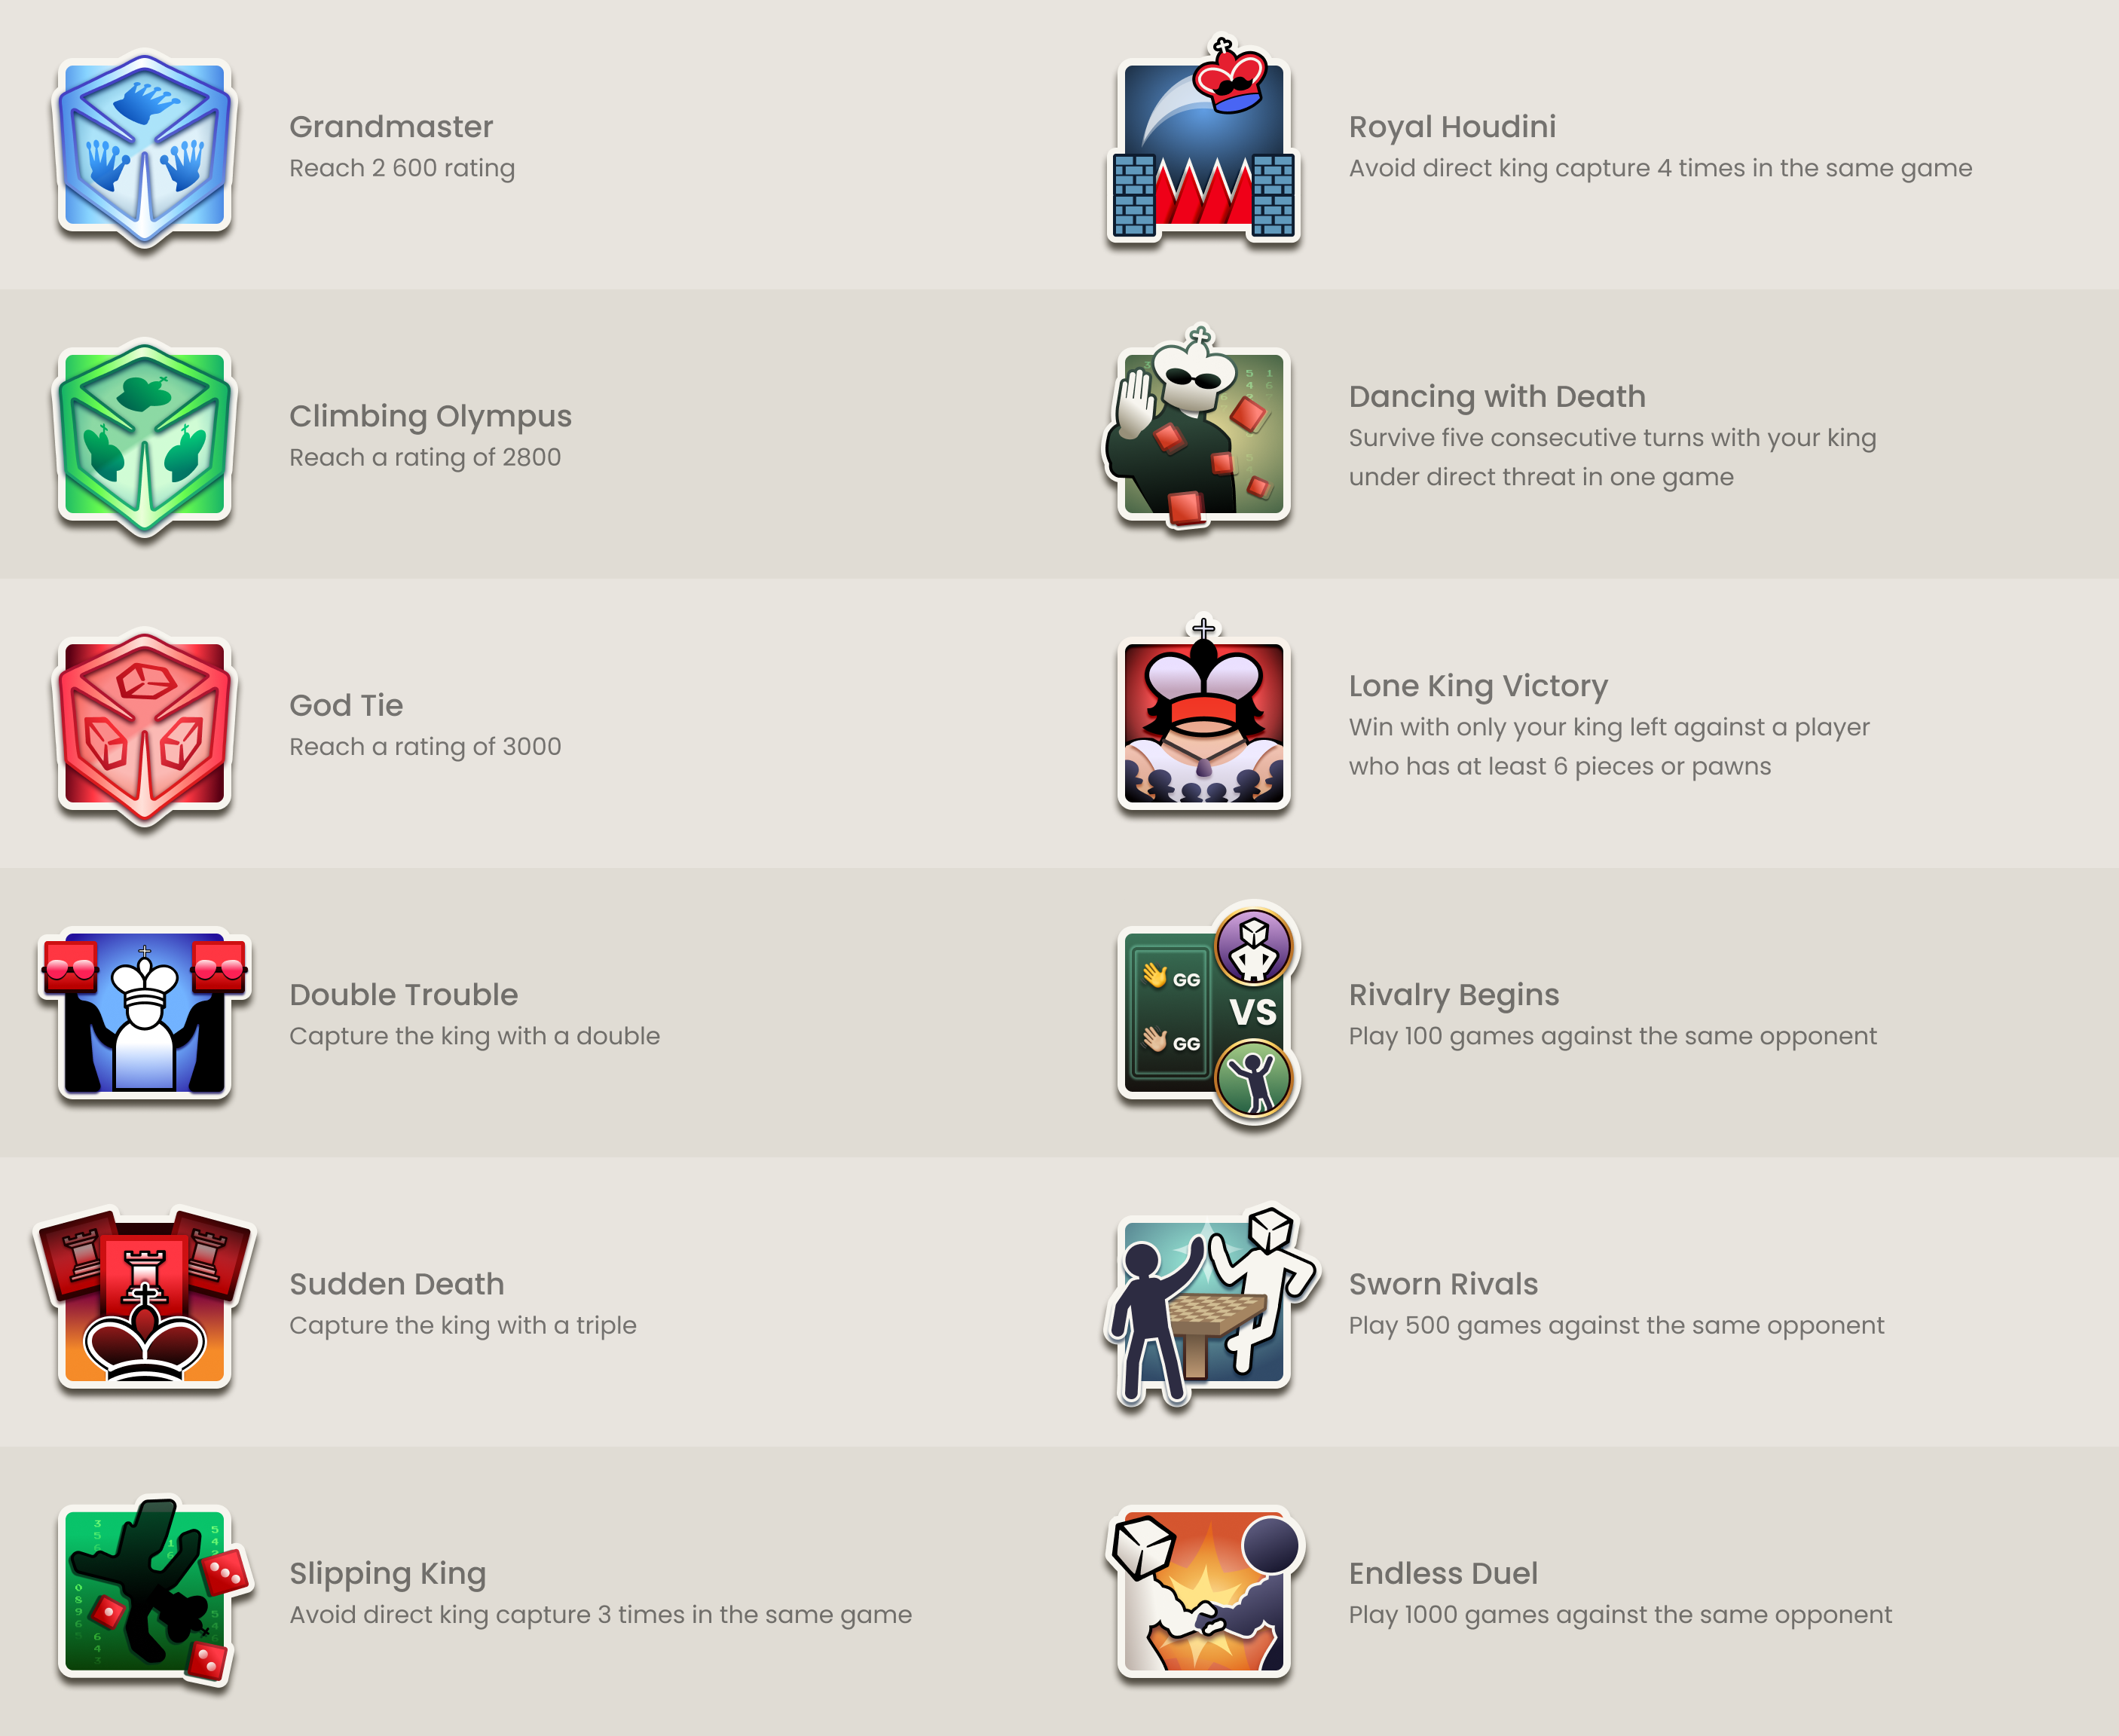 Grandmaster
Reach 2 600 rating
Climbing Olympus
Reach a rating of 2800
God Tie
Reach a rating of 3000
Double Trouble
Capture the king with a double
Sudden Death
Capture the king with a triple
Slipping King
Avoid direct king capture 3 times in the same game
Royal Houdini
Avoid direct king capture 4 times in the same game
Dancing with Death
Survive five consecutive turns with your king
under direct threat in one game
Lone King Victory
Win with only your king left against a player
who has at least 6 pieces or pawns
GG
VS
GG
Rivalry Begins
Play 100 games against the same opponent
Sworn Rivals
Play 500 games against the same opponent
Endless Duel
Play 1000 games against the same opponent